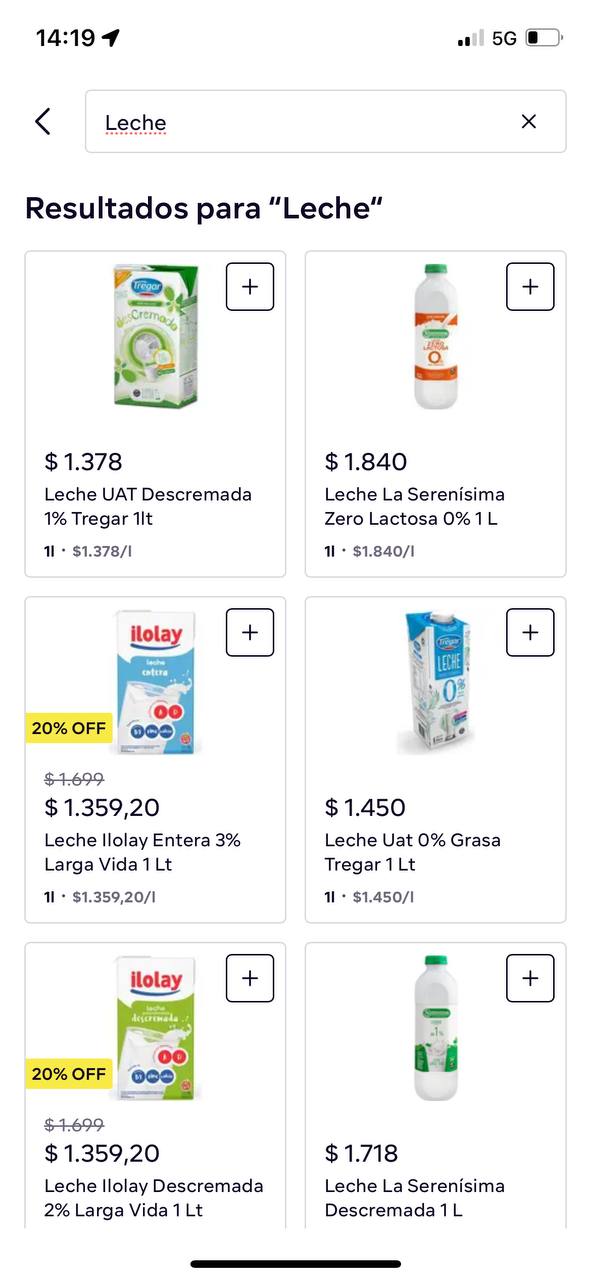 14:19
5G
Leche
Resultados para “Leche“
Tregar
desCremada
$ 1.378
Leche UAT Descremada
1% Tregar 1lt
1l · $1.378/l
ZERO
LACTOSA
0%
$ 1.840
Leche La Serenísima
Zero Lactosa 0% 1 L
1l · $1.840/l
ilolay
leche
entera
A D
20% OFF
$ 1.699
$ 1.359,20
Leche Ilolay Entera 3%
Larga Vida 1 Lt
1l · $1.359,20/l
Tregar
LECHE
0%
$ 1.450
Leche Uat 0% Grasa
Tregar 1 Lt
1l · $1.450/l
ilolay
leche
descremada
A D
20% OFF
$ 1.699
$ 1.359,20
Leche Ilolay Descremada
2% Larga Vida 1 Lt
1%
$ 1.718
Leche La Serenísima
Descremada 1 L